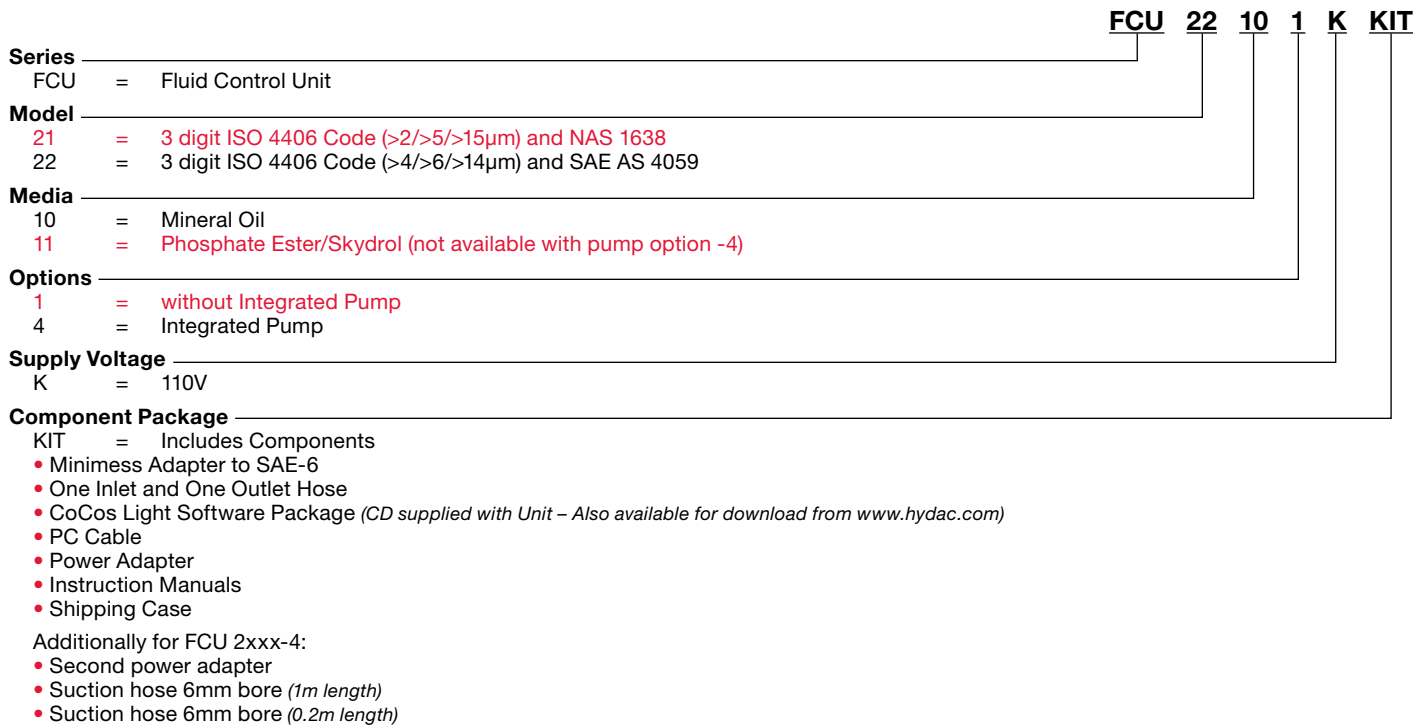 FCU 22 10 1 K KIT
Series
FCU = Fluid Control Unit
Model
21 = 3 digit ISO 4406 Code (>2/>5/>15µm) and NAS 1638
22 = 3 digit ISO 4406 Code (>4/>6/>14µm) and SAE AS 4059
Media
10 = Mineral Oil
11 = Phosphate Ester/Skydrol (not available with pump option -4)
Options
1 = without Integrated Pump
4 = Integrated Pump
Supply Voltage
K = 110V
Component Package
KIT = Includes Components
• Minimess Adapter to SAE-6
• One Inlet and One Outlet Hose
• CoCos Light Software Package (CD supplied with Unit – Also available for download from www.hydac.com)
• PC Cable
• Power Adapter
• Instruction Manuals
• Shipping Case
Additionally for FCU 2xxx-4:
• Second power adapter
• Suction hose 6mm bore (1m length)
• Suction hose 6mm bore (0.2m length)